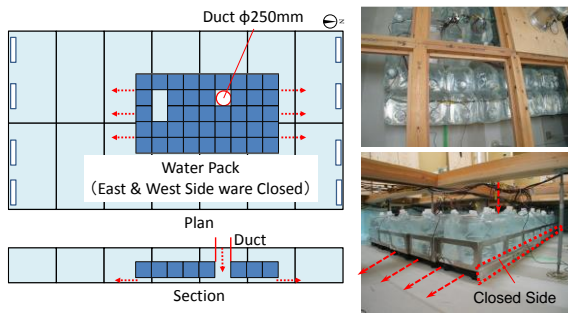 Duct ϕ250mm
N
Water Pack
（East & West Side ware Closed）
Plan
Duct
Section
Closed Side